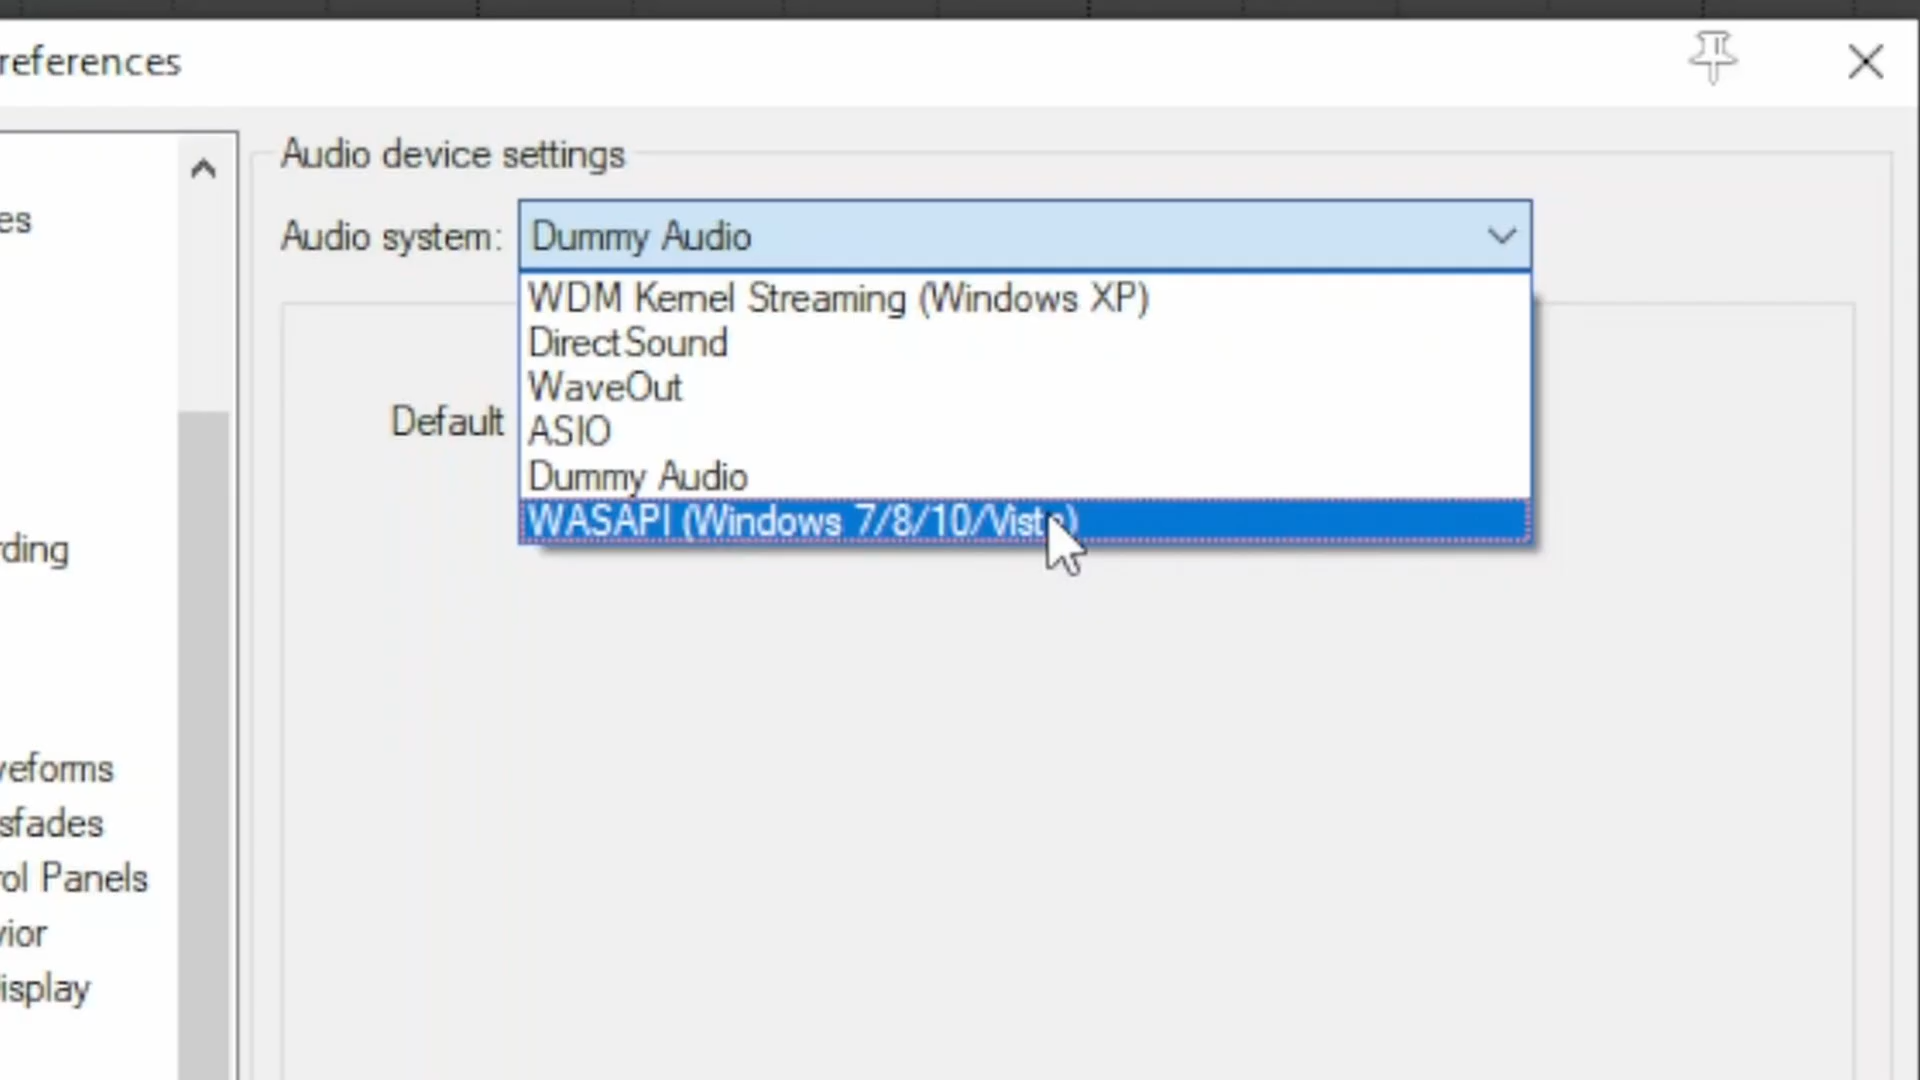 references
Audio device settings
Audio system:
Dummy Audio
WDM Kernel Streaming (Windows XP)
DirectSound
WaveOut
ASIO
Dummy Audio
WASAPI (Windows 7/8/10/Vista)
Default
es
rding
veforms
sfades
rol Panels
vior
isplay